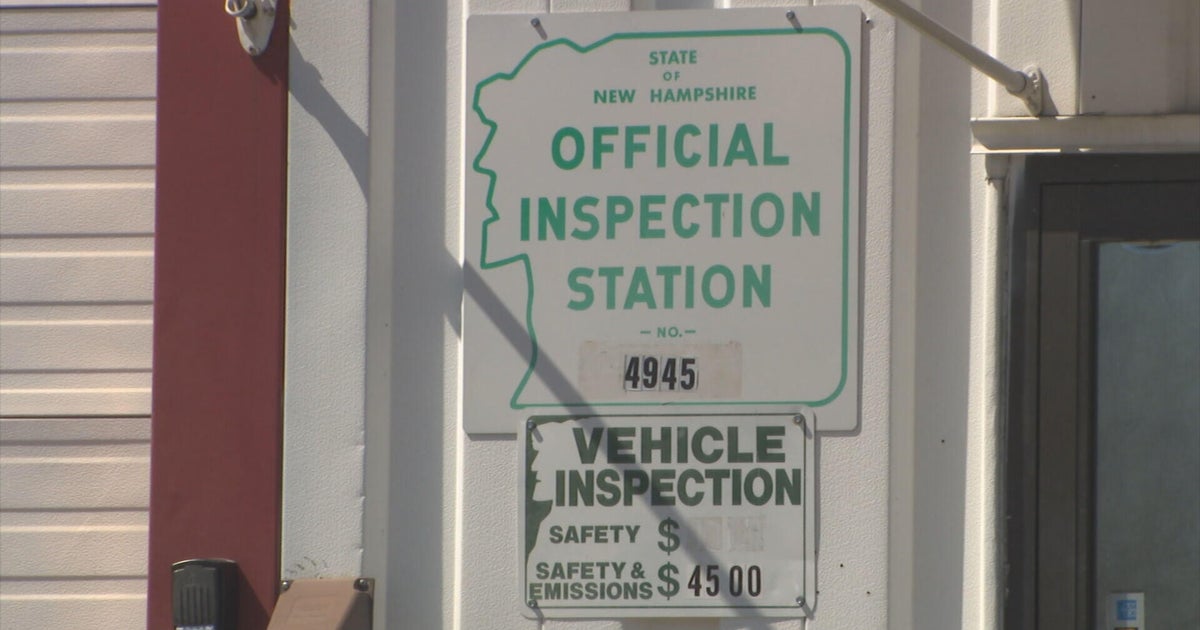 STATE
OF
NEW HAMPSHIRE
OFFICIAL
INSPECTION
STATION
– NO. –
4945
VEHICLE
INSPECTION
SAFETY $
SAFETY &
EMISSIONS $ 45 00